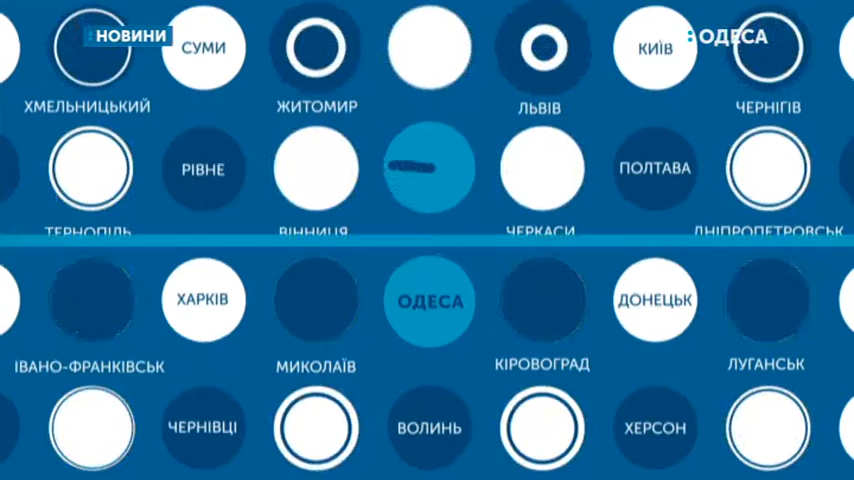 НОВИНИ
СУМИ
КИЇВ
ОДЕСА
ХМЕЛЬНИЦЬКИЙ
ЖИТОМИР
ЛЬВІВ
ЧЕРНІГІВ
РІВНЕ
ПОЛТАВА
ТЕРНОПІЛЬ
ВІННИЦЯ
ЧЕРКАСИ
ДНІПРОПЕТРОВСЬК
ХАРКІВ
ОДЕСА
ДОНЕЦЬК
ІВАНО-ФРАНКІВСЬК
МИКОЛАЇВ
КІРОВОГРАД
ЛУГАНСЬК
ЧЕРНІВЦІ
ВОЛИНЬ
ХЕРСОН